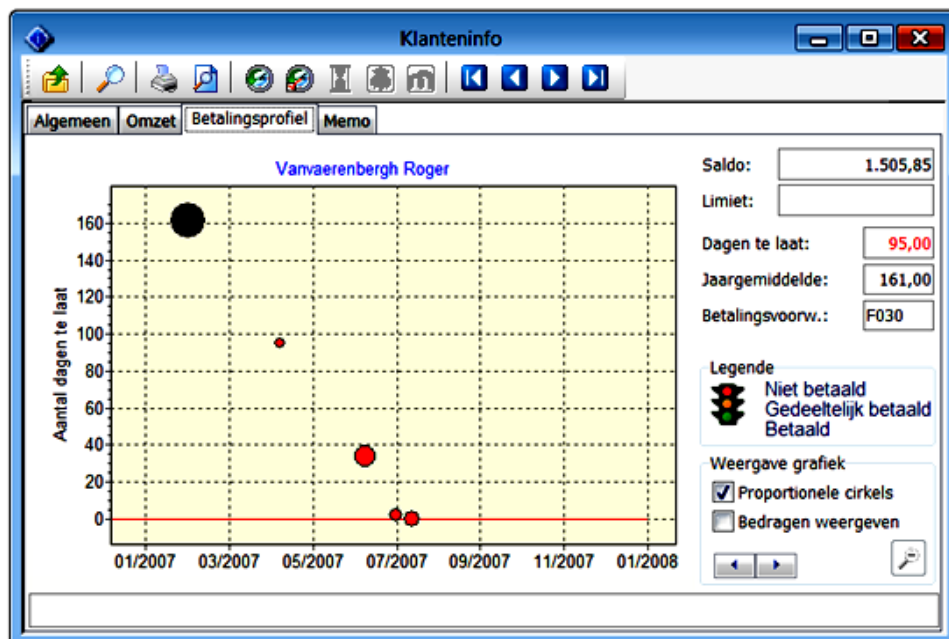 Klanteninfo
Algemeen Omzet Betalingsprofiel Memo
Vanvaerenbergh Roger
Aantal dagen te laat
160
140
120
100
80
60
40
20
0
01/2007 03/2007 05/2007 07/2007 09/2007 11/2007 01/2008
Saldo: 1.505,85
Limiet:
Dagen te laat: 95,00
Jaargemiddelde: 161,00
Betalingsvoorw.: F030
Legende
Niet betaald
Gedeeltelijk betaald
Betaald
Weergave grafiek
Proportionele cirkels
Bedragen weergeven